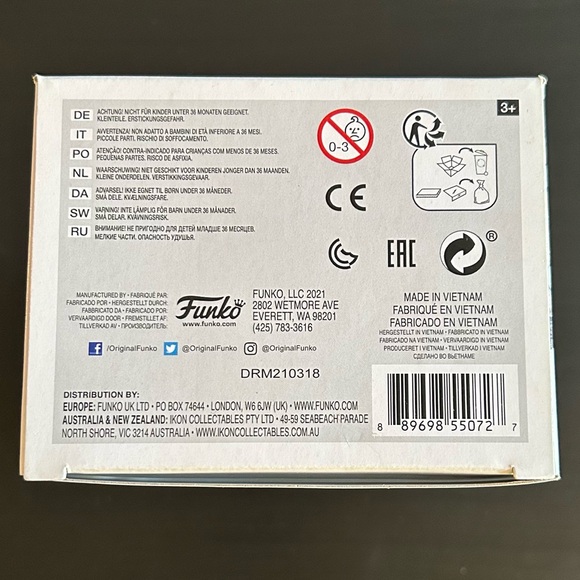 3+
DE ACHTUNG! NICHT FÜR KINDER UNTER 36 MONATEN GEEIGNET.
KLEINTEILE. ERSTICKUNGSGEFAHR.
IT AVVERTENZA! NON ADATTO A BAMBINI DI ETÀ INFERIORE A 36 MESI.
PICCOLE PARTI. RISCHIO DI SOFFOCAMENTO.
PO ATENÇÃO! CONTRA-INDICADO PARA CRIANÇAS COM MENOS DE 36 MESES.
PEQUENAS PARTES. RISCO DE ASFIXIA.
NL WAARSCHUWING! NIET GESCHIKT VOOR KINDEREN JONGER DAN 36 MAANDEN.
KLEINE ONDERDELEN. VERSTIKKINGSGEVAAR.
DA ADVARSEL! IKKE EGNET TIL BØRN UNDER 36 MÅNEDER.
SMÅ DELE. KVÆLNINGSFARE.
SW VARNING! INTE LÄMPLIG FÖR BARN UNDER 36 MÅNADER.
SMÅ DELAR. KVÄVNINGSRISK.
RU ВНИМАНИЕ! НЕ ПРИГОДНО ДЛЯ ДЕТЕЙ МЛАДШЕ 36 МЕСЯЦЕВ.
МЕЛКИЕ ЧАСТИ. ОПАСНОСТЬ УДУШЬЯ.
0-3
CE
EAC
®
MANUFACTURED BY • FABRIQUÉ PAR:
FABRICADO POR • HERGESTELLT DURCH:
FABBRICATO DA • FABRICADO POR:
VERVAARDIGD DOOR • FREMSTILLET AF:
TILLVERKAD AV • ПРОИЗВОДИТЕЛЬ:
Funko
www.funko.com
FUNKO, LLC 2021
2802 WETMORE AVE
EVERETT, WA 98201
(425) 783-3616
MADE IN VIETNAM
FABRIQUÉ EN VIETNAM
FABRICADO EN VIETNAM
HERGESTELLT IN VIETNAM • FABBRICATO IN VIETNAM
FABRICADO NA VIETNAM • VERVAARDIGD IN VIETNAM
PRODUCERET I VIETNAM • TILLVERKAD I VIETNAM
СДЕЛАНО ВО ВЬЕТНАМЕ
/OriginalFunko @OriginalFunko @OriginalFunko
DRM210318
DISTRIBUTION BY:
EUROPE: FUNKO UK LTD • PO BOX 74644 • LONDON, W6 6JW (UK) • WWW.FUNKO.COM
AUSTRALIA & NEW ZEALAND: IKON COLLECTABLES PTY LTD • 49-59 SEABEACH PARADE
NORTH SHORE, VIC 3214 AUSTRALIA • WWW.IKONCOLLECTABLES.COM.AU
8 89698 55072 7